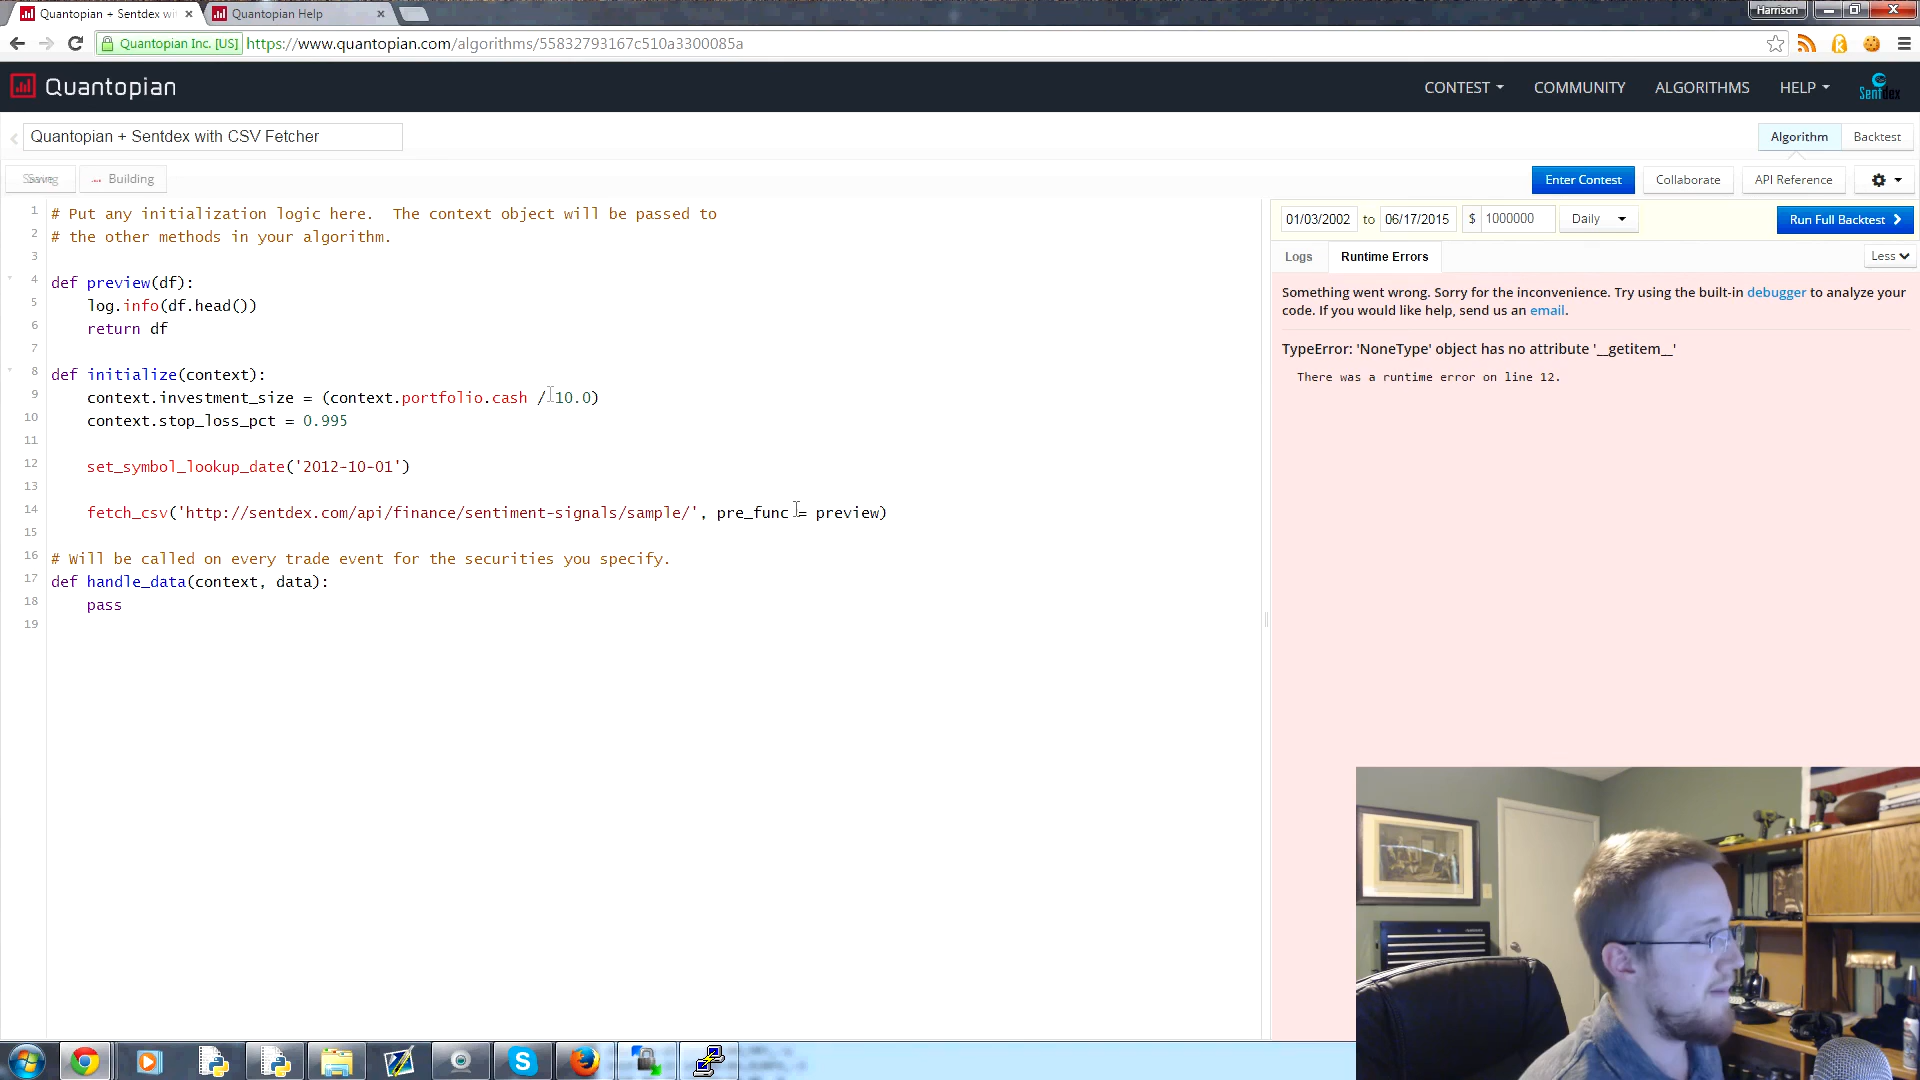 Quantopian + Sentdex wit
Quantopian Help
Harrison
Quantopian Inc. [US]
https://www.quantopian.com/algorithms/55832793167c510a3300085a
Quantopian
CONTEST
COMMUNITY
ALGORITHMS
HELP
Sentdex
Quantopian + Sentdex with CSV Fetcher
Algorithm
Backtest
Building
Enter Contest
Collaborate
API Reference
1 # Put any initialization logic here.  The context object will be passed to
2 # the other methods in your algorithm.
3
4 def preview(df):
5     log.info(df.head())
6     return df
7
8 def initialize(context):
9     context.investment_size = (context.portfolio.cash / 10.0)
10     context.stop_loss_pct = 0.995
11
12     set_symbol_lookup_date('2012-10-01')
13
14     fetch_csv('http://sentdex.com/api/finance/sentiment-signals/sample/', pre_func = preview)
15
16 # Will be called on every trade event for the securities you specify.
17 def handle_data(context, data):
18     pass
19
01/03/2002 to 06/17/2015 $ 1000000 Daily
Run Full Backtest
Logs
Runtime Errors
Less
Something went wrong. Sorry for the inconvenience. Try using the built-in debugger to analyze your
code. If you would like help, send us an email.
TypeError: 'NoneType' object has no attribute '__getitem__'
There was a runtime error on line 12.